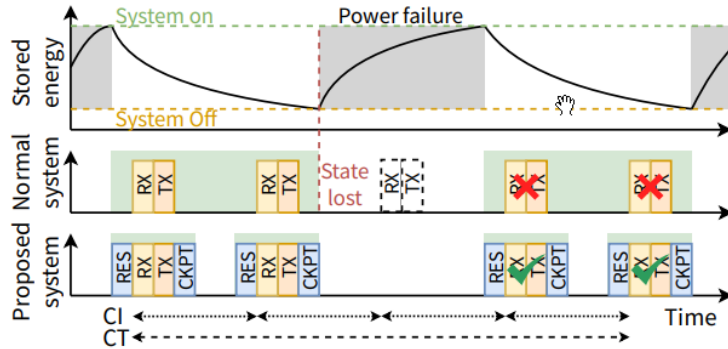 System on
Power failure
Stored
energy
System Off
Normal
system
RX
TX
RX
TX
State
lost
RX
TX
RX
TX
RX
TX
Proposed
system
RES
RX
TX
CKPT
RES
RX
TX
CKPT
RES
RX
TX
CKPT
RES
RX
TX
CKPT
CI
Time
CT